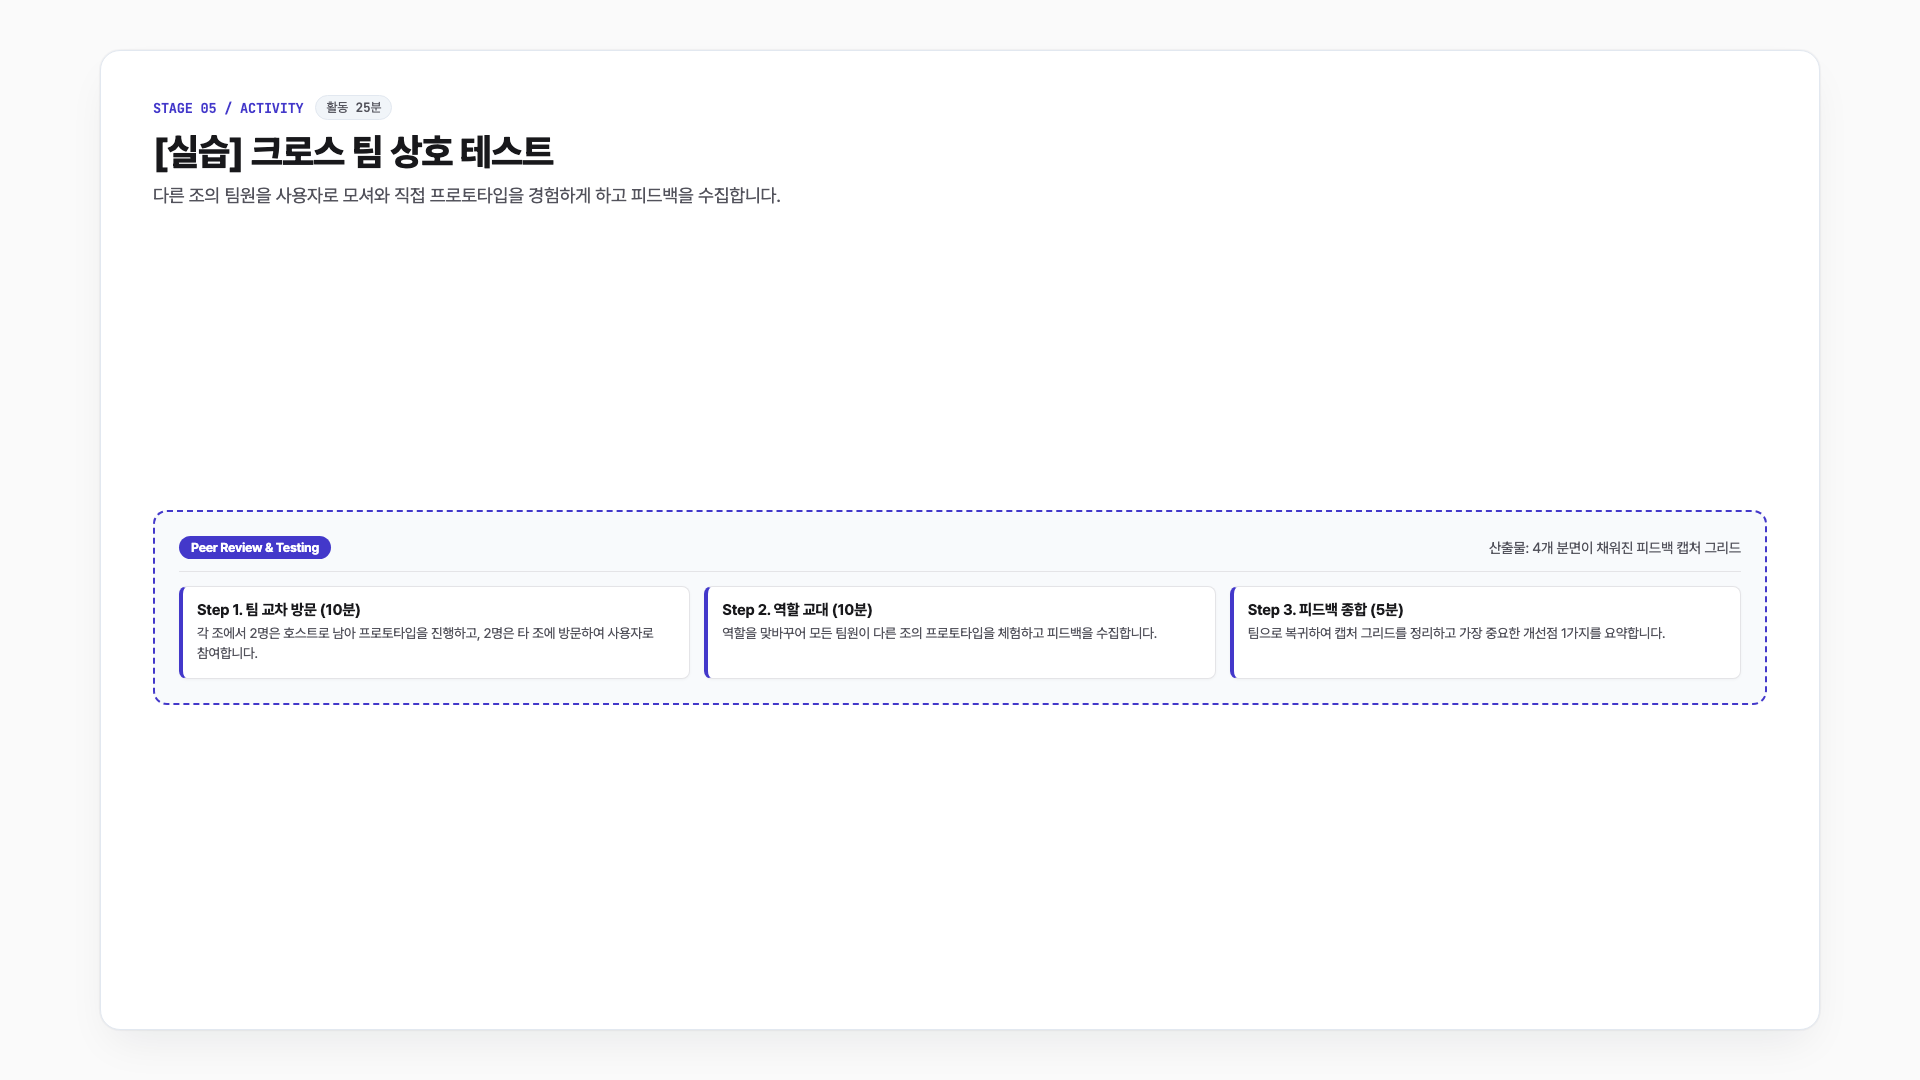 STAGE 05 / ACTIVITY 활동 25분
[실습] 크로스 팀 상호 테스트
다른 조의 팀원을 사용자로 모셔와 직접 프로토타입을 경험하게 하고 피드백을 수집합니다.
Peer Review & Testing
산출물: 4개 분면이 채워진 피드백 캡처 그리드
Step 1. 팀 교차 방문 (10분)
각 조에서 2명은 호스트로 남아 프로토타입을 진행하고, 2명은 타 조에 방문하여 사용자로
참여합니다.
Step 2. 역할 교대 (10분)
역할을 맞바꾸어 모든 팀원이 다른 조의 프로토타입을 체험하고 피드백을 수집합니다.
Step 3. 피드백 종합 (5분)
팀으로 복귀하여 캡처 그리드를 정리하고 가장 중요한 개선점 1가지를 요약합니다.